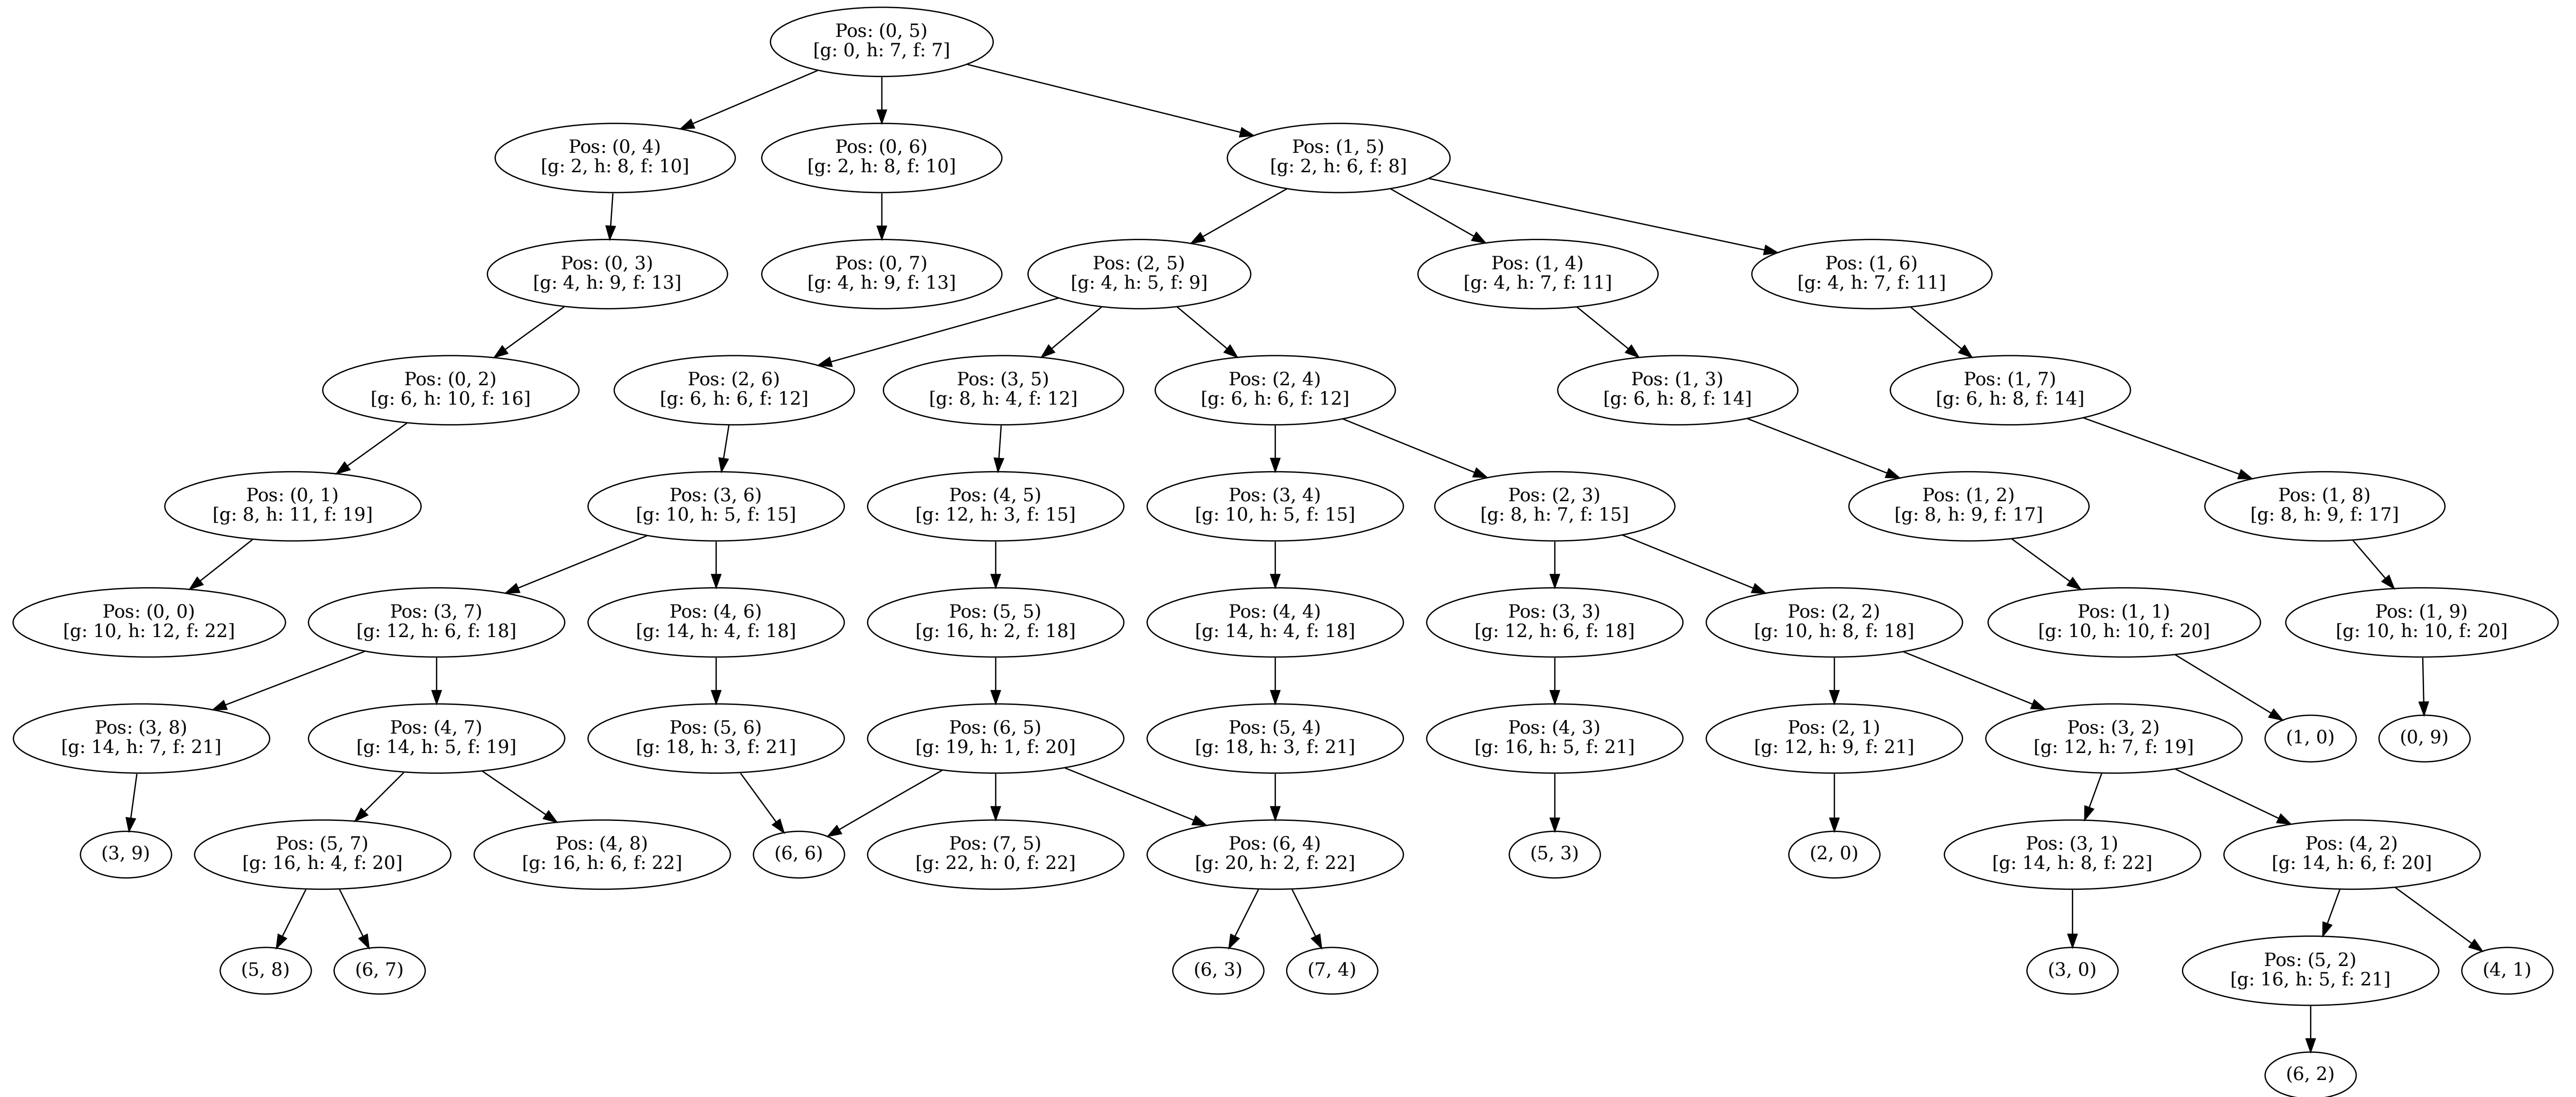 Pos: (0, 5)
[g: 0, h: 7, f: 7]
Pos: (0, 4)
[g: 2, h: 8, f: 10]
Pos: (0, 6)
[g: 2, h: 8, f: 10]
Pos: (1, 5)
[g: 2, h: 6, f: 8]
Pos: (0, 3)
[g: 4, h: 9, f: 13]
Pos: (0, 7)
[g: 4, h: 9, f: 13]
Pos: (2, 5)
[g: 4, h: 5, f: 9]
Pos: (1, 4)
[g: 4, h: 7, f: 11]
Pos: (1, 6)
[g: 4, h: 7, f: 11]
Pos: (0, 2)
[g: 6, h: 10, f: 16]
Pos: (2, 6)
[g: 6, h: 6, f: 12]
Pos: (3, 5)
[g: 8, h: 4, f: 12]
Pos: (2, 4)
[g: 6, h: 6, f: 12]
Pos: (1, 3)
[g: 6, h: 8, f: 14]
Pos: (1, 7)
[g: 6, h: 8, f: 14]
Pos: (0, 1)
[g: 8, h: 11, f: 19]
Pos: (3, 6)
[g: 10, h: 5, f: 15]
Pos: (4, 5)
[g: 12, h: 3, f: 15]
Pos: (3, 4)
[g: 10, h: 5, f: 15]
Pos: (2, 3)
[g: 8, h: 7, f: 15]
Pos: (1, 2)
[g: 8, h: 9, f: 17]
Pos: (1, 8)
[g: 8, h: 9, f: 17]
Pos: (0, 0)
[g: 10, h: 12, f: 22]
Pos: (3, 7)
[g: 12, h: 6, f: 18]
Pos: (4, 6)
[g: 14, h: 4, f: 18]
Pos: (5, 5)
[g: 16, h: 2, f: 18]
Pos: (4, 4)
[g: 14, h: 4, f: 18]
Pos: (3, 3)
[g: 12, h: 6, f: 18]
Pos: (2, 2)
[g: 10, h: 8, f: 18]
Pos: (1, 1)
[g: 10, h: 10, f: 20]
Pos: (1, 9)
[g: 10, h: 10, f: 20]
Pos: (3, 8)
[g: 14, h: 7, f: 21]
Pos: (4, 7)
[g: 14, h: 5, f: 19]
Pos: (5, 6)
[g: 18, h: 3, f: 21]
Pos: (6, 5)
[g: 19, h: 1, f: 20]
Pos: (5, 4)
[g: 18, h: 3, f: 21]
Pos: (4, 3)
[g: 16, h: 5, f: 21]
Pos: (2, 1)
[g: 12, h: 9, f: 21]
Pos: (3, 2)
[g: 12, h: 7, f: 19]
(1, 0)
(0, 9)
(3, 9)
Pos: (5, 7)
[g: 16, h: 4, f: 20]
Pos: (4, 8)
[g: 16, h: 6, f: 22]
(6, 6)
Pos: (7, 5)
[g: 22, h: 0, f: 22]
Pos: (6, 4)
[g: 20, h: 2, f: 22]
(5, 3)
(2, 0)
Pos: (3, 1)
[g: 14, h: 8, f: 22]
Pos: (4, 2)
[g: 14, h: 6, f: 20]
(5, 8)
(6, 7)
(6, 3)
(7, 4)
(3, 0)
Pos: (5, 2)
[g: 16, h: 5, f: 21]
(4, 1)
(6, 2)